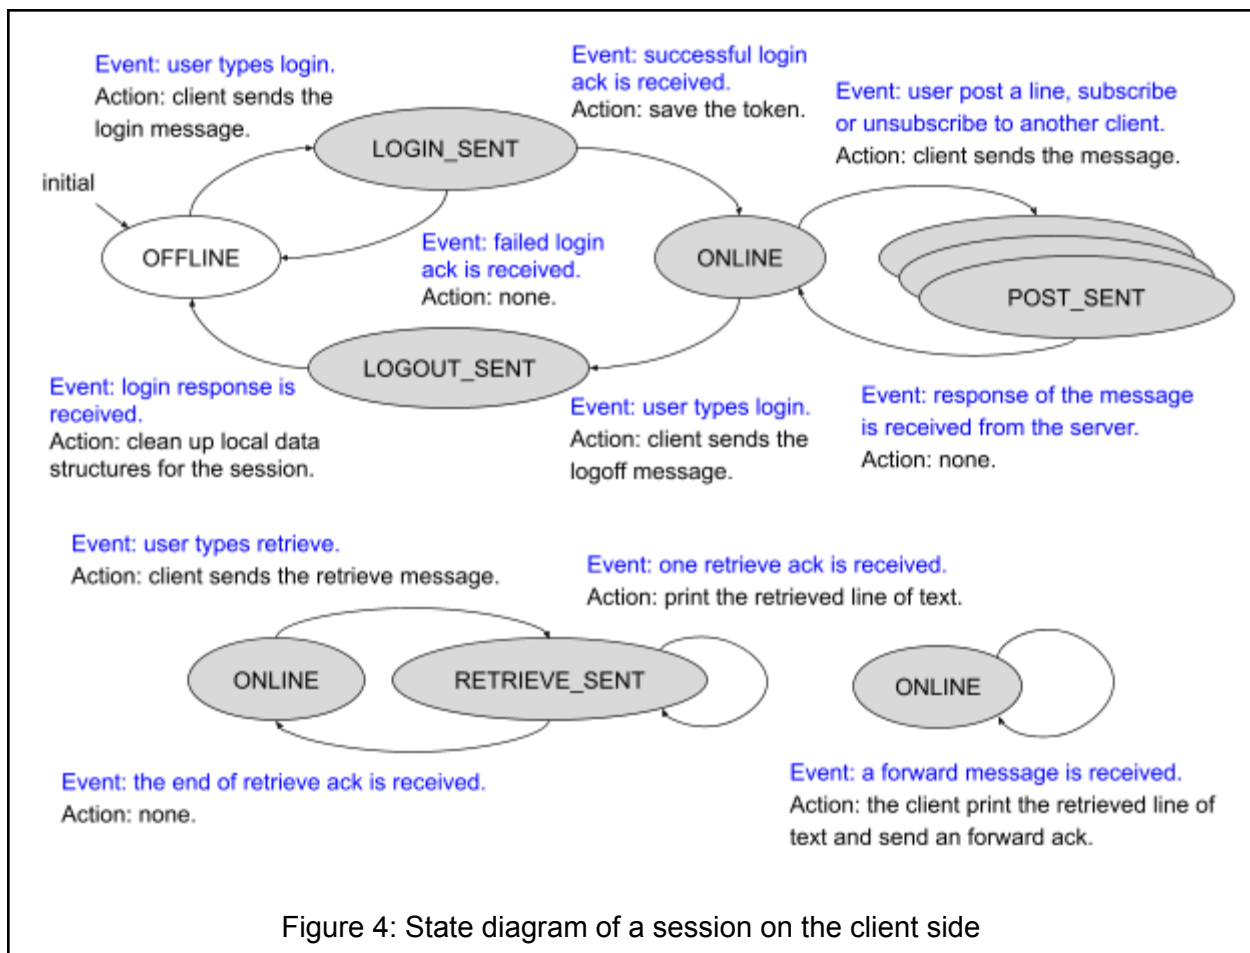 Event: user types login.
Action: client sends the
login message.
Event: successful login
ack is received.
Action: save the token.
Event: user post a line, subscribe
or unsubscribe to another client.
Action: client sends the message.
LOGIN_SENT
initial
OFFLINE
Event: failed login
ack is received.
Action: none.
ONLINE
POST_SENT
LOGOUT_SENT
Event: login response is
received.
Action: clean up local data
structures for the session.
Event: user types login.
Action: client sends the
logoff message.
Event: response of the message
is received from the server.
Action: none.
Event: user types retrieve.
Action: client sends the retrieve message.
Event: one retrieve ack is received.
Action: print the retrieved line of text.
ONLINE
RETRIEVE_SENT
ONLINE
Event: the end of retrieve ack is received.
Action: none.
Event: a forward message is received.
Action: the client print the retrieved line of
text and send an forward ack.
Figure 4: State diagram of a session on the client side